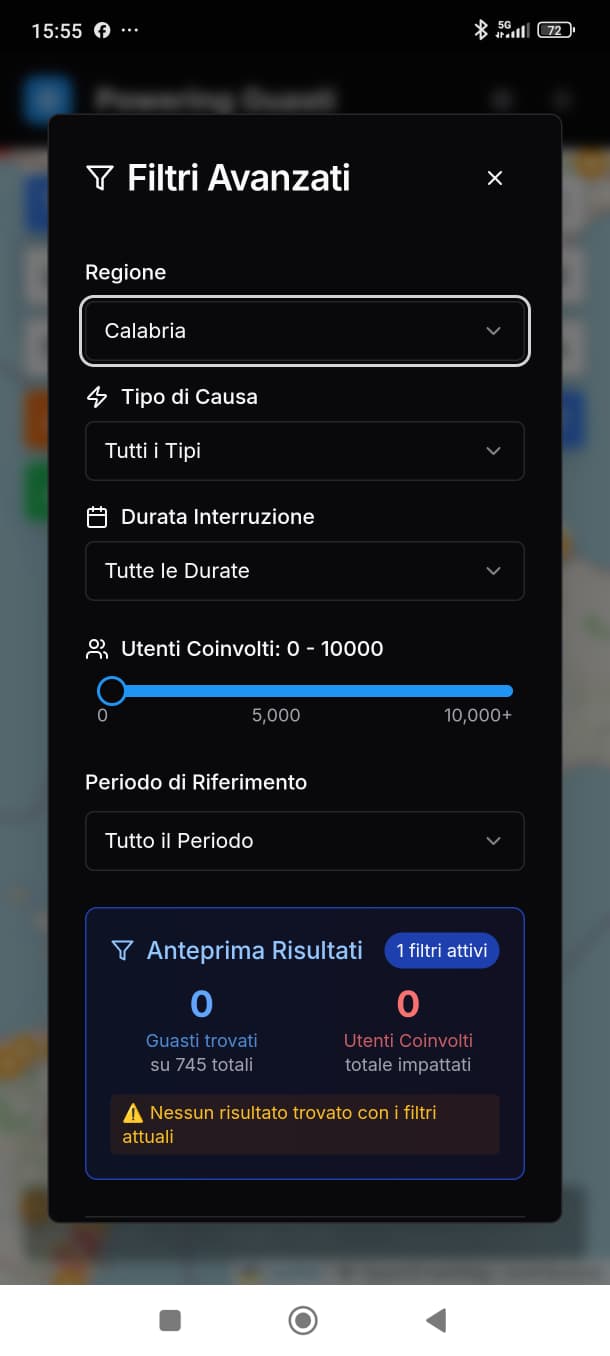 15:55
5G
72
Powering Guasti
Filtri Avanzati
Regione
Calabria
Tipo di Causa
Tutti i Tipi
Durata Interruzione
Tutte le Durate
Utenti Coinvolti: 0 - 10000
0 5,000 10,000+
Periodo di Riferimento
Tutto il Periodo
Anteprima Risultati 1 filtri attivi
0 0
Guasti trovati Utenti Coinvolti
su 745 totali totale impattati
⚠️ Nessun risultato trovato con i filtri
attuali